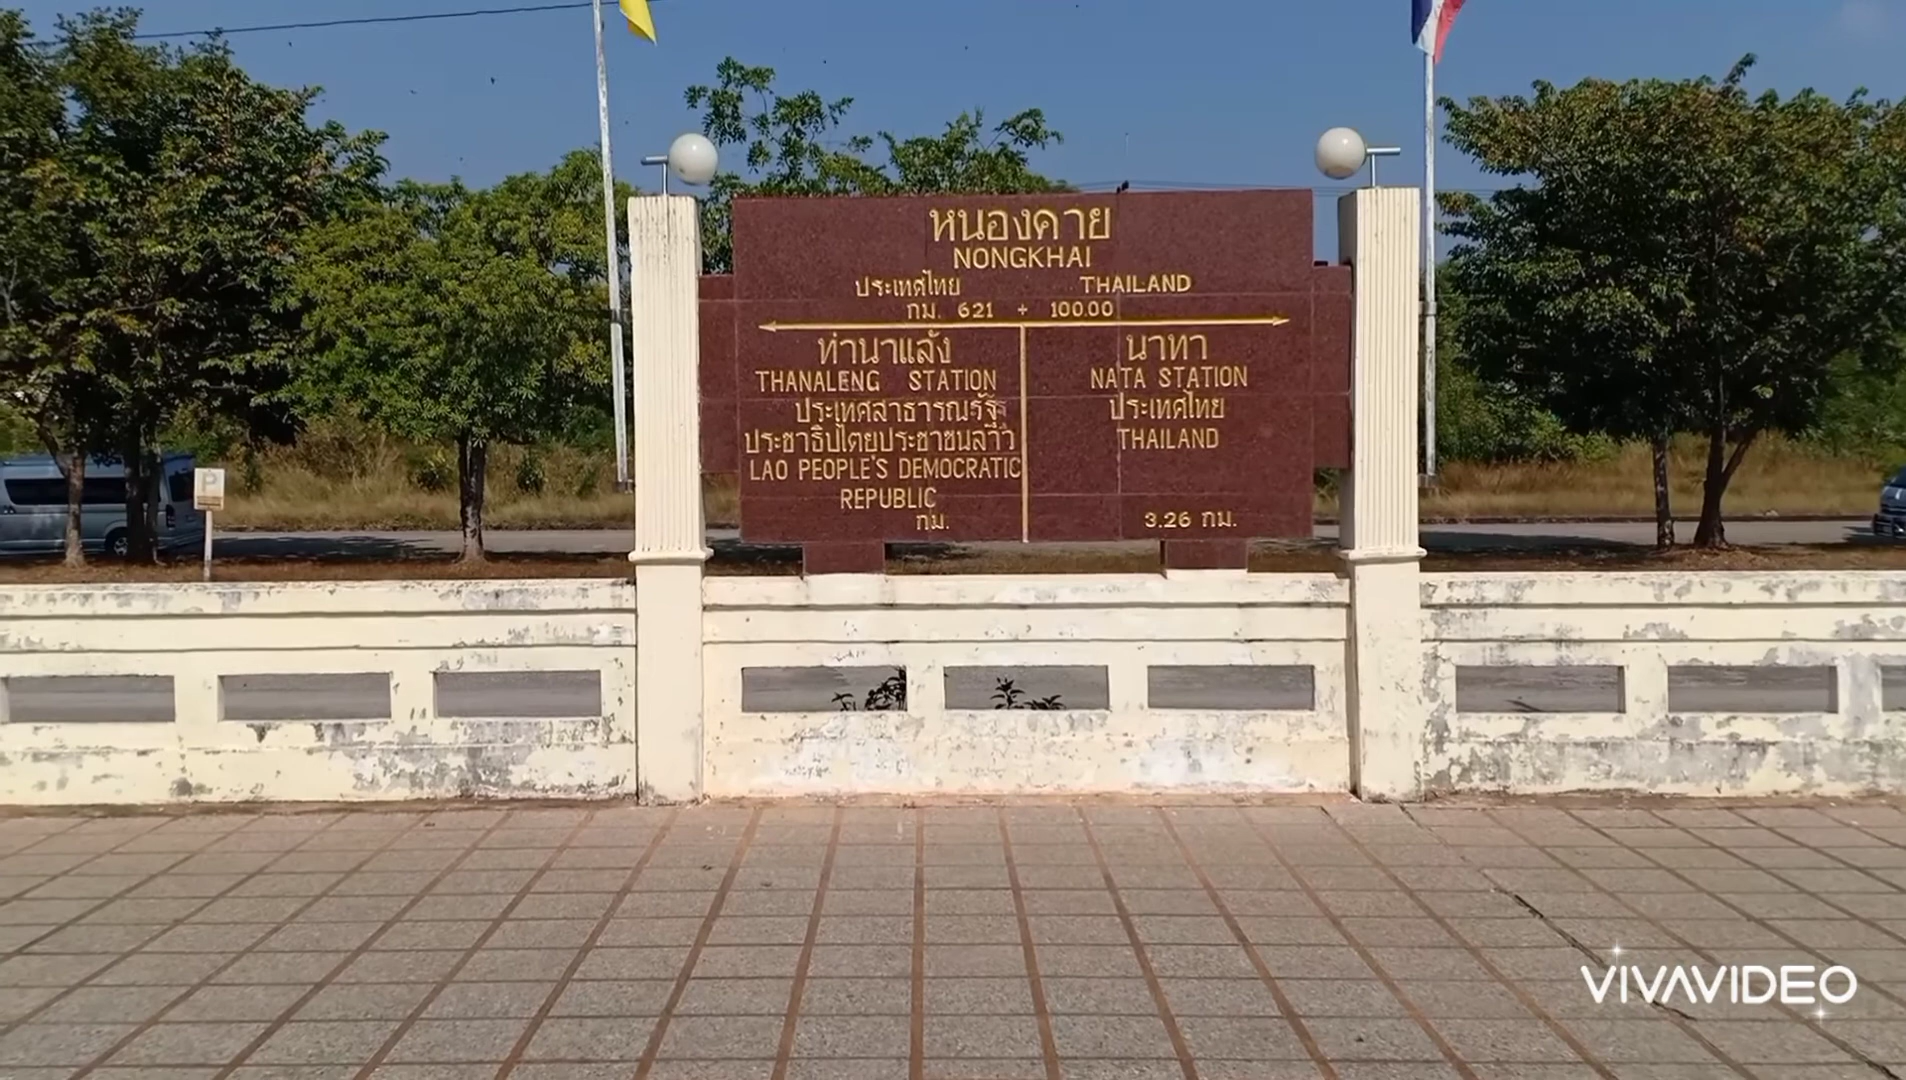 หนองคาย
NONGKHAI
ประเทศไทย THAILAND
กม. 621 + 100.00
ท่านาแล้ง
THANALENG STATION
ประเทศสาธารณรัฐ
ประชาธิปไตยประชาชนลาว
LAO PEOPLE'S DEMOCRATIC
REPUBLIC
กม.
นาทา
NATA STATION
ประเทศไทย
THAILAND
3.26 กม.
P
VIVAVIDEO